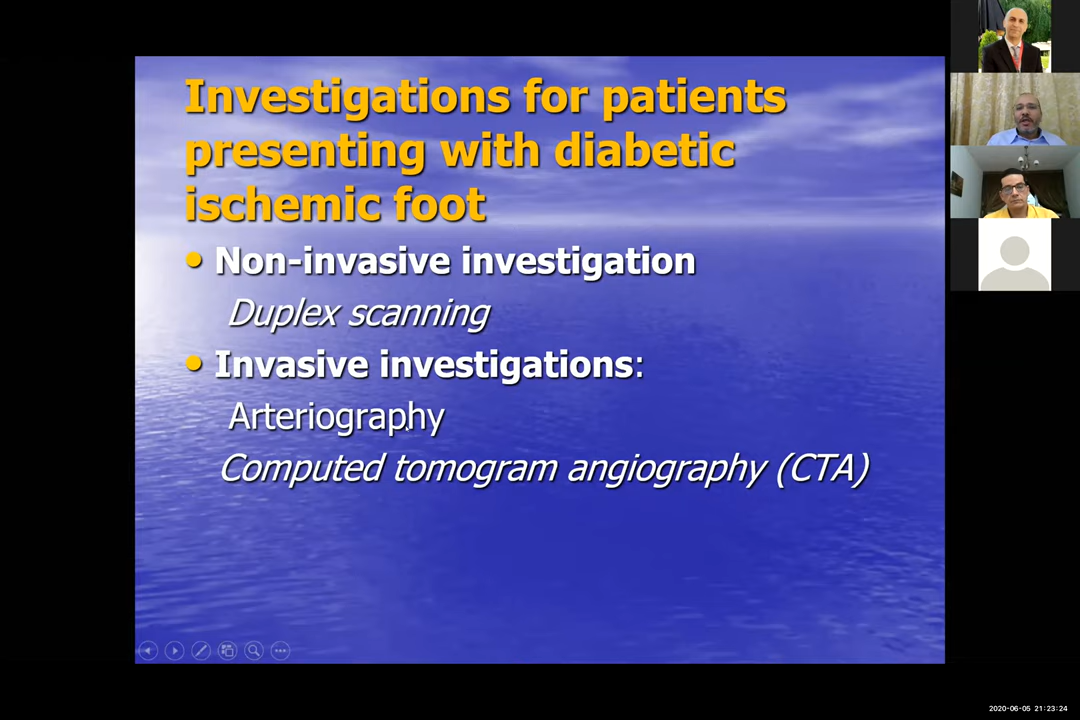 Investigations for patients
presenting with diabetic
ischemic foot
• Non-invasive investigation
Duplex scanning
• Invasive investigations:
Arteriography
Computed tomogram angiography (CTA)
2020-06-05 21:23:24